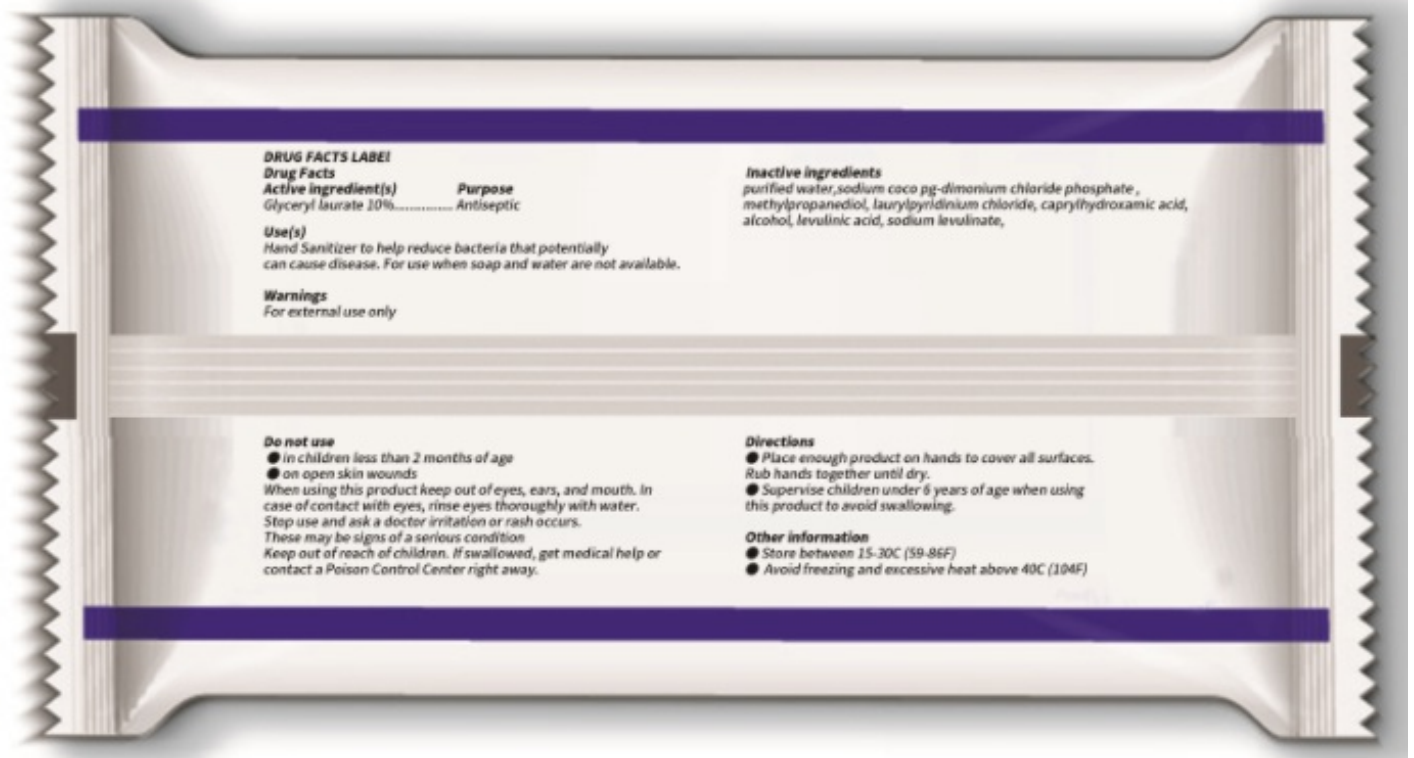 DRUG FACTS LABEl
Drug Facts
Active ingredient(s) Purpose
Glyceryl laurate 10%.............. Antiseptic
Use(s)
Hand Sanitizer to help reduce bacteria that potentially
can cause disease. For use when soap and water are not available.
Warnings
For external use only
Inactive ingredients
purified water,sodium coco pg-dimonium chloride phosphate ,
methylpropanediol, laurylpyridinium chloride, caprylhydroxamic acid,
alcohol, levulinic acid, sodium levulinate,
Do not use
● in children less than 2 months of age
● on open skin wounds
When using this product keep out of eyes, ears, and mouth. In
case of contact with eyes, rinse eyes thoroughly with water.
Stop use and ask a doctor irritation or rash occurs.
These may be signs of a serious condition
Keep out of reach of children. If swallowed, get medical help or
contact a Poison Control Center right away.
Directions
● Place enough product on hands to cover all surfaces.
Rub hands together until dry.
● Supervise children under 6 years of age when using
this product to avoid swallowing.
Other information
● Store between 15-30C (59-86F)
● Avoid freezing and excessive heat above 40C (104F)